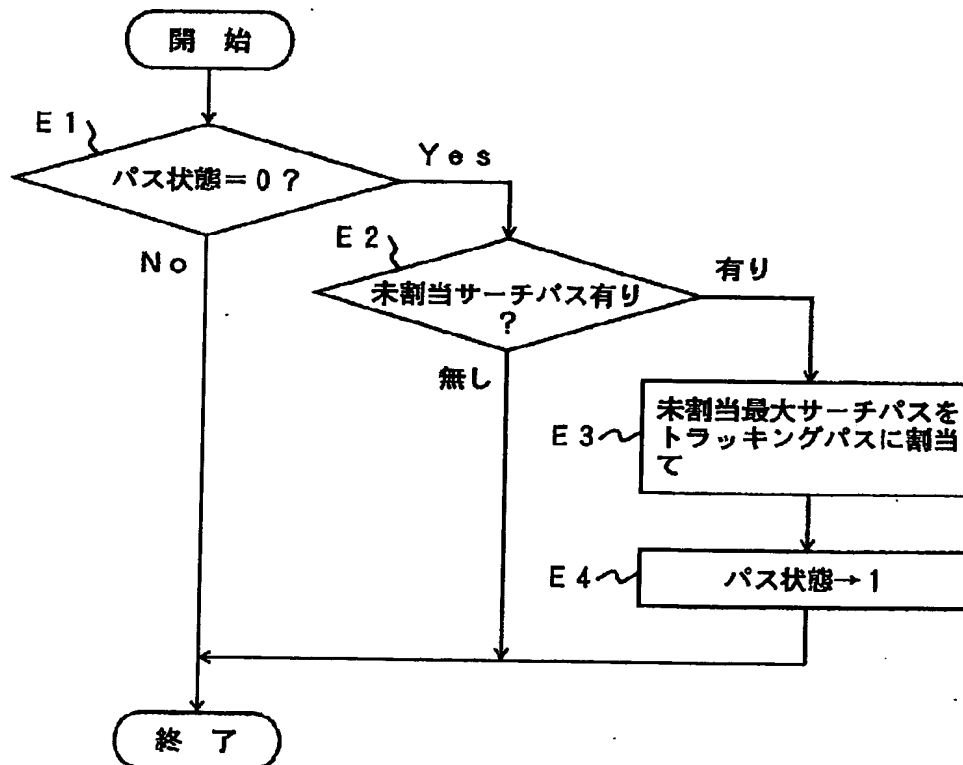 開 始
E1
パス状態=0?
Yes
No
E2
未割当サーチパス有り
?
有り
無し
E3
未割当最大サーチパスを
トラッキングパスに割当
て
E4
パス状態→1
終 了